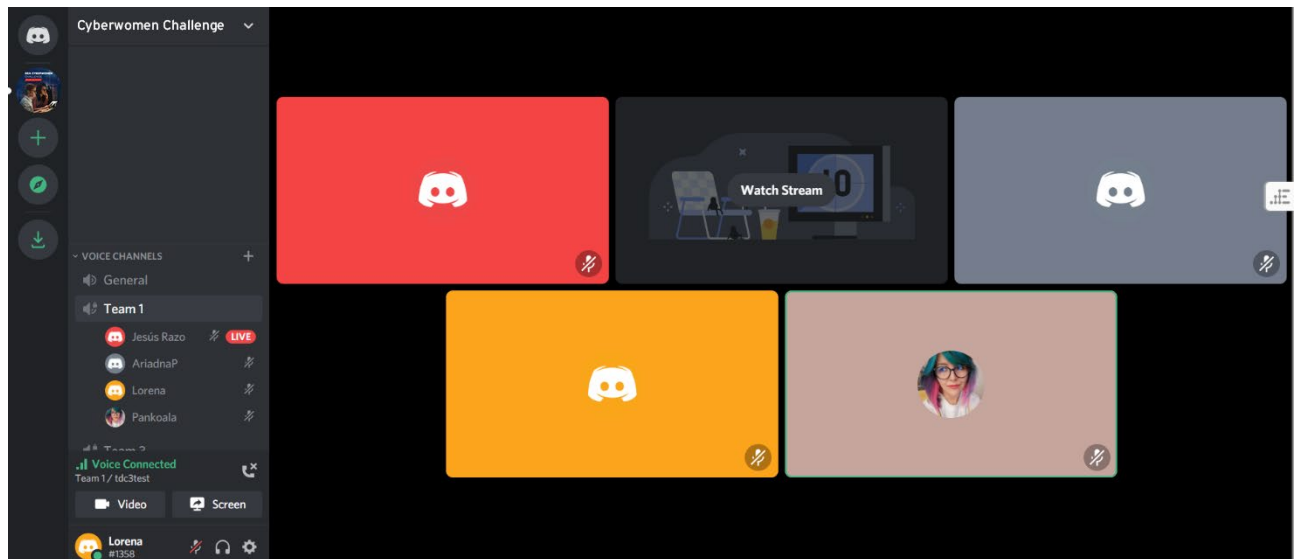 Cyberwomen Challenge
VOICE CHANNELS
General
Team 1
Jesús Razo LIVE
AriadnaP
Lorena
Pankoala
Voice Connected
Team 1 / tdc3test
Video Screen
Lorena
#1358
Watch Stream
10